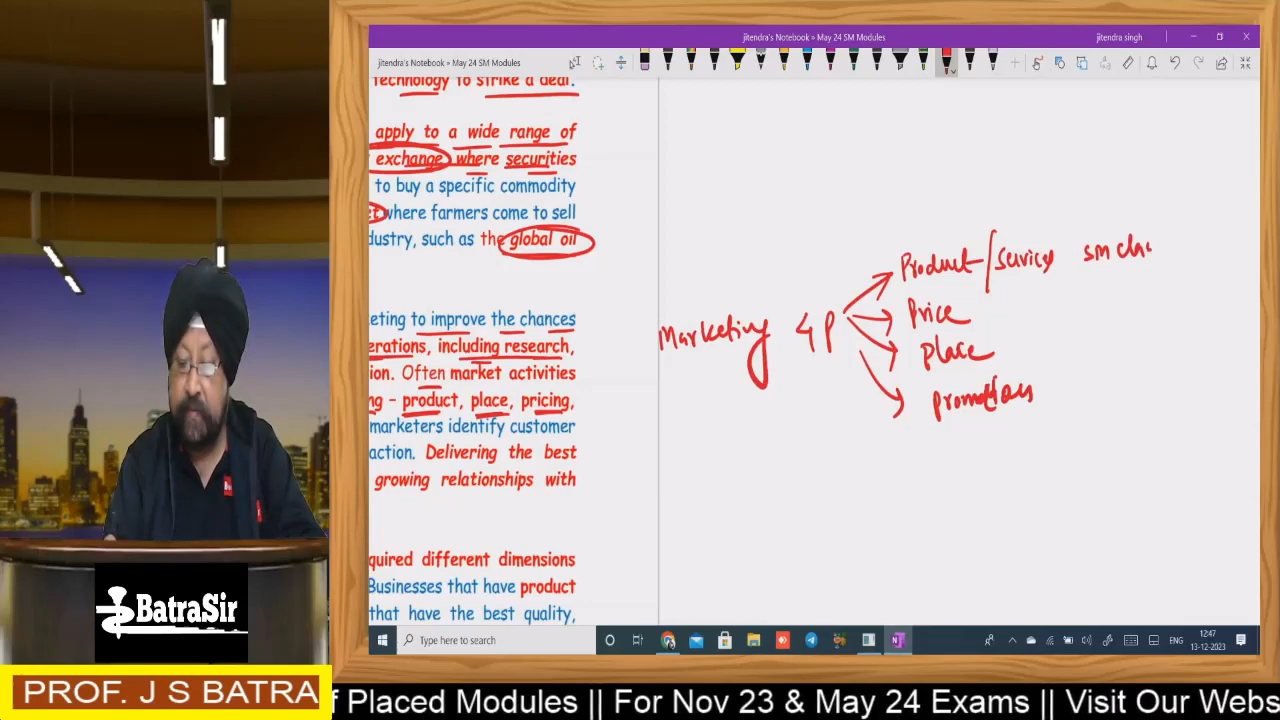 jitendra's Notebook » May 24 SM Modules
jitendra singh
jitendra's Notebook » May 24 SM Modules
technology to strike a deal.
apply to a wide range of
exchange where securities
to buy a specific commodity
where farmers come to sell
dustry, such as the global oil
eting to improve the chances
erations, including research,
ion. Often market activities
ng – product, place, pricing,
marketers identify customer
action. Delivering the best
growing relationships with
quired different dimensions
Businesses that have product
that have the best quality,
Marketing 4P
Product/Service
Price
place
promotions
BatraSir
Type here to search
ENG
12:47
13-12-2023
PROF. J S BATRA
f Placed Modules || For Nov 23 & May 24 Exams || Visit Our Webs